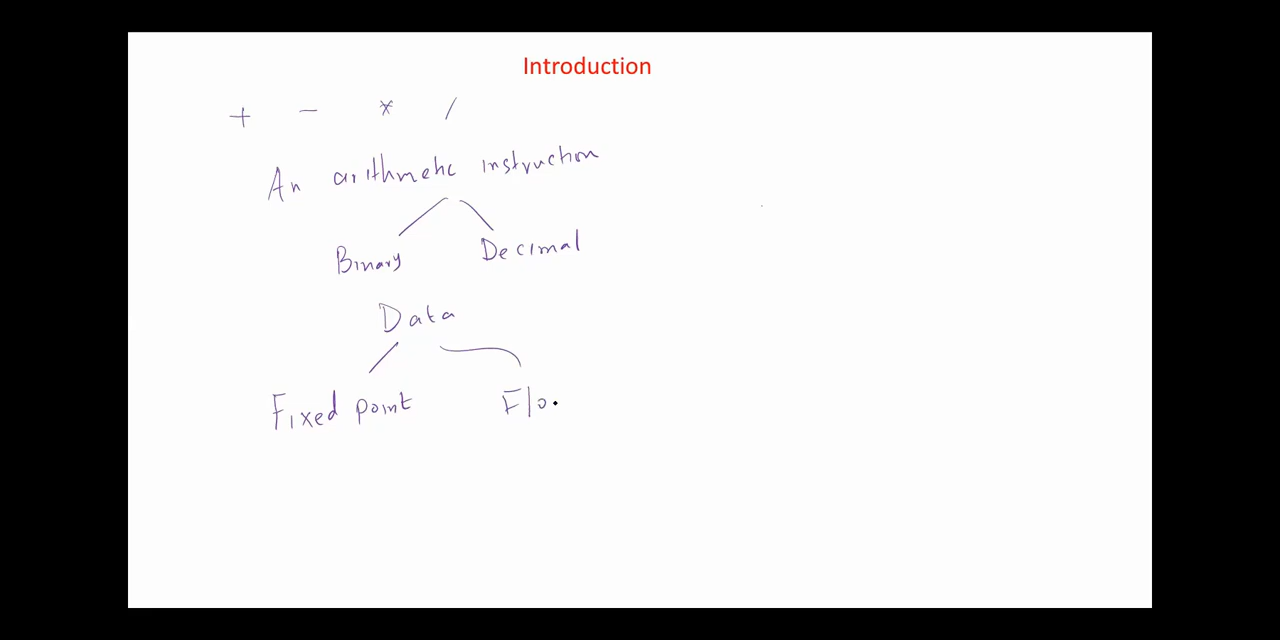 Introduction
+ - * /
An arithmetic instruction
Binary Decimal
Data
Fixed point Flo